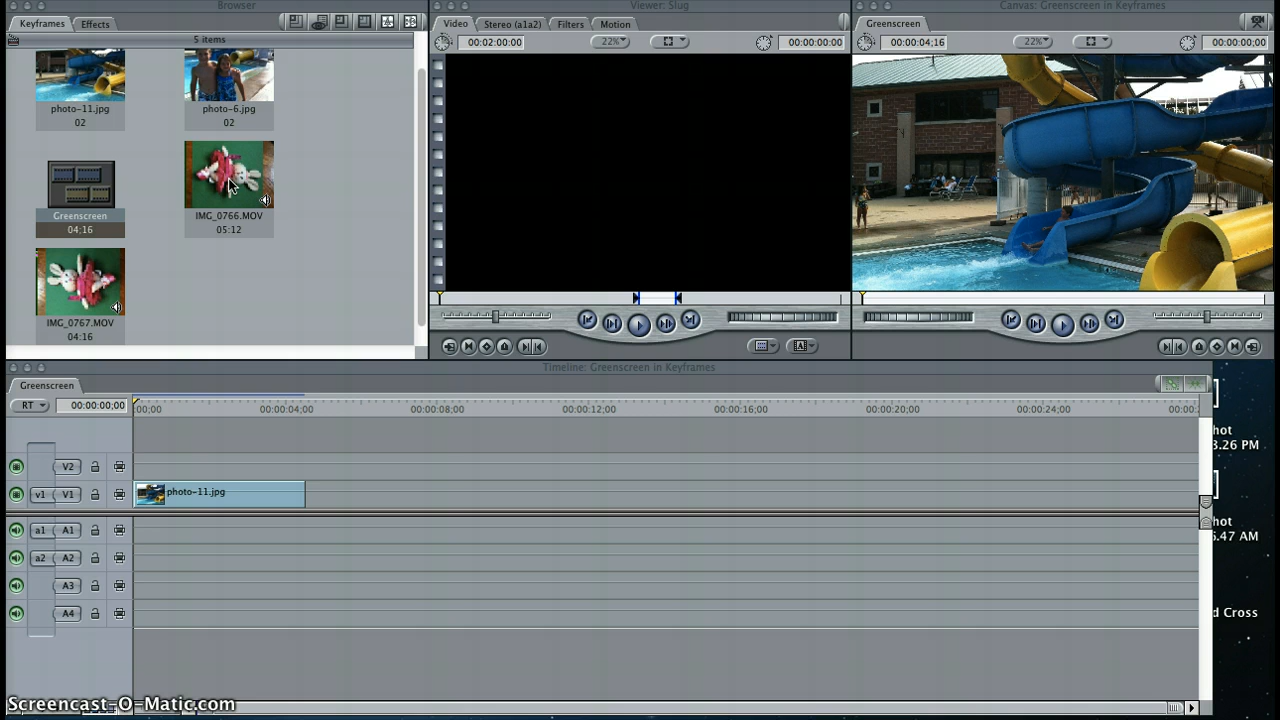 Browser
Viewer: Slug
Canvas: Greenscreen in Keyframes
Keyframes
Effects
Video
Stereo (a1a2)
Filters
Motion
Greenscreen
5 items
00:02:00:00
22%
00:00:00:00
00:00:04;16
22%
00:00:00;00
photo-11.jpg
02
photo-6.jpg
02
Greenscreen
04:16
IMG_0766.MOV
05:12
IMG_0767.MOV
04:16
Timeline: Greenscreen in Keyframes
Greenscreen
RT
00:00:00;00
00;00
00:00:04;00
00:00:08;00
00:00:12;00
00:00:16;00
00:00:20;00
00:00:24;00
00:00:
hot
3.26 PM
V2
v1 V1
photo-11.jpg
a1 A1
hot
6.47 AM
a2 A2
A3
A4
d Cross
Screencast-O-Matic.com